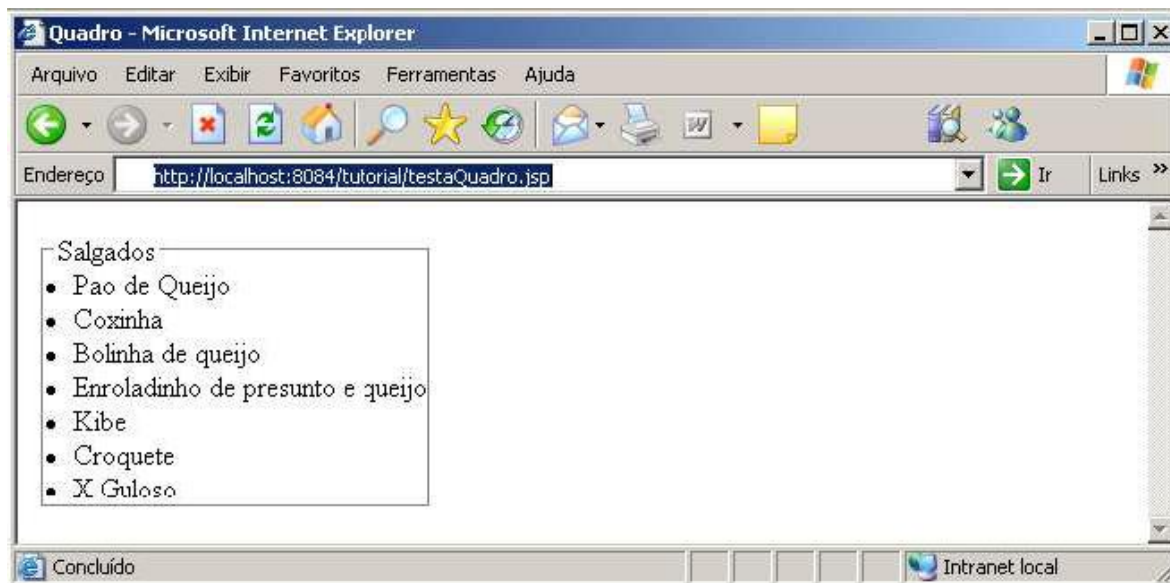 Quadro - Microsoft Internet Explorer
Arquivo Editar Exibir Favoritos Ferramentas Ajuda
Endereço http://localhost:8084/tutorial/testaQuadro.jsp Ir Links »
Salgados
• Pao de Queijo
• Coxinha
• Bolinha de queijo
• Enroladinho de presunto e queijo
• Kibe
• Croquete
• X Guloso
Concluído Intranet local